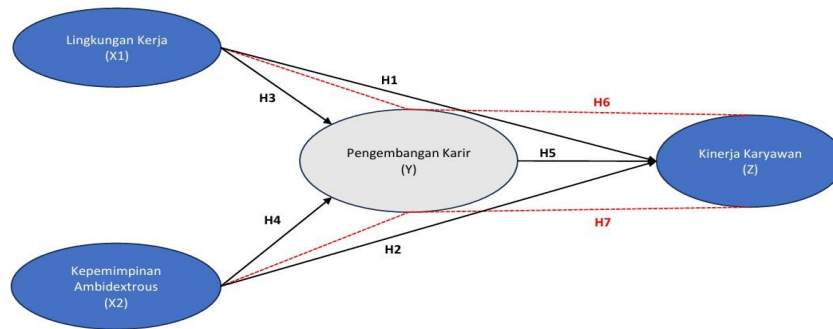 Lingkungan Kerja
(X1)
H1
H3
H6
Pengembangan Karir
(Y)
H5
Kinerja Karyawan
(Z)
H4
H2
H7
Kepemimpinan
Ambidextrous
(X2)